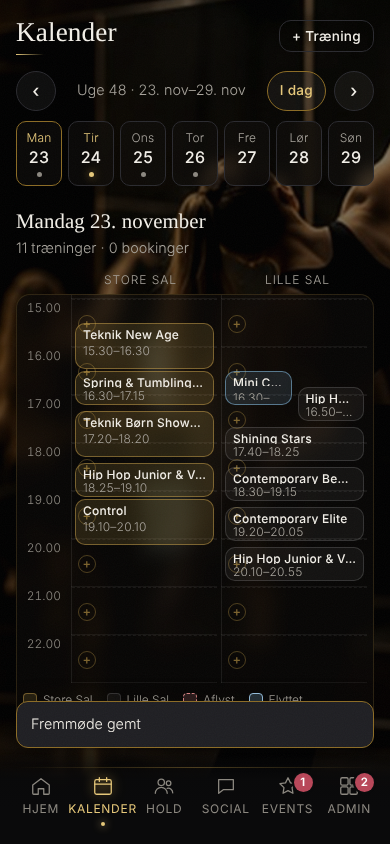 Kalender
+ Træning
Uge 48 · 23. nov–29. nov
I dag
Man Tir Ons Tor Fre Lør Søn
23 24 25 26 27 28 29
Mandag 23. november
11 træninger · 0 bookinger
STORE SAL LILLE SAL
15.00
Teknik New Age
15.30–16.30
16.00
Spring & Tumbling...
16.30–17.15
Mini C...
16.30–
Hip H...
16.50–...
17.00
Teknik Børn Show...
17.20–18.20
Shining Stars
17.40–18.25
18.00
Hip Hop Junior & V...
18.25–19.10
Contemporary Be...
18.30–19.15
19.00
Control
19.10–20.10
Contemporary Elite
19.20–20.05
20.00
Hip Hop Junior & V...
20.10–20.55
21.00
22.00
Store Sal Lille Sal Aflyst Flyttet
Fremmøde gemt
1 2
HJEM KALENDER HOLD SOCIAL EVENTS ADMIN